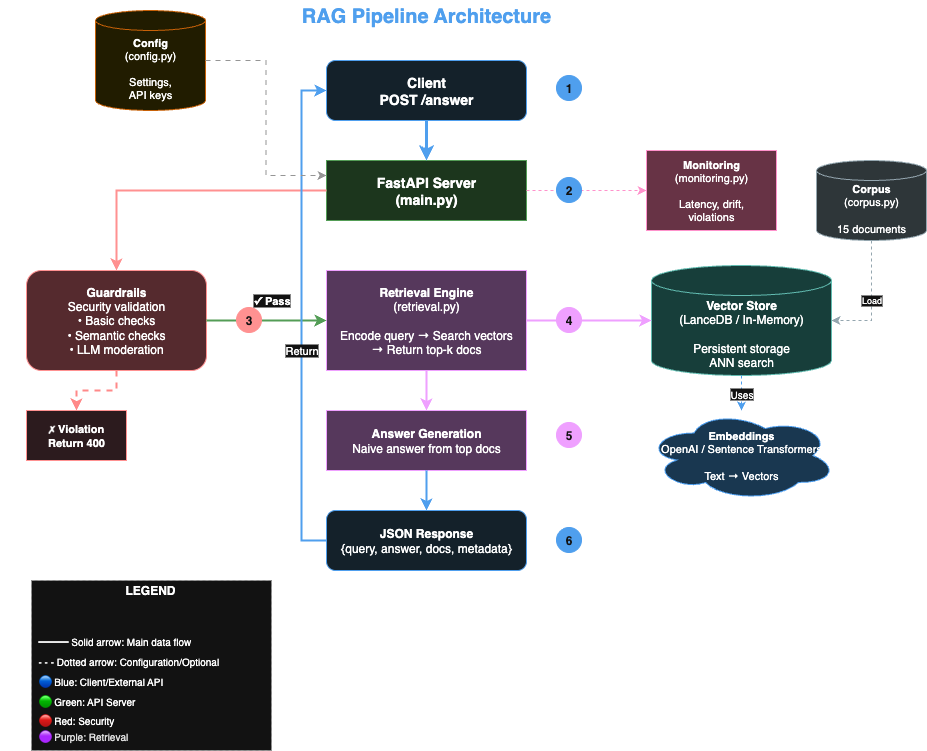 RAG Pipeline Architecture
Config
(config.py)
Settings,
API keys
Client
POST /answer
1
FastAPI Server
(main.py)
2
Monitoring
(monitoring.py)
Latency, drift,
violations
Corpus
(corpus.py)
15 documents
Guardrails
Security validation
• Basic checks
• Semantic checks
• LLM moderation
✓ Pass
3
Retrieval Engine
(retrieval.py)
Encode query → Search vectors
→ Return top-k docs
4
Vector Store
(LanceDB / In-Memory)
Persistent storage
ANN search
Load
Return
Uses
✗ Violation
Return 400
Answer Generation
Naive answer from top docs
5
Embeddings
OpenAI / Sentence Transformers
Text → Vectors
JSON Response
{query, answer, docs, metadata}
6
LEGEND
Solid arrow: Main data flow
Dotted arrow: Configuration/Optional
Blue: Client/External API
Green: API Server
Red: Security
Purple: Retrieval